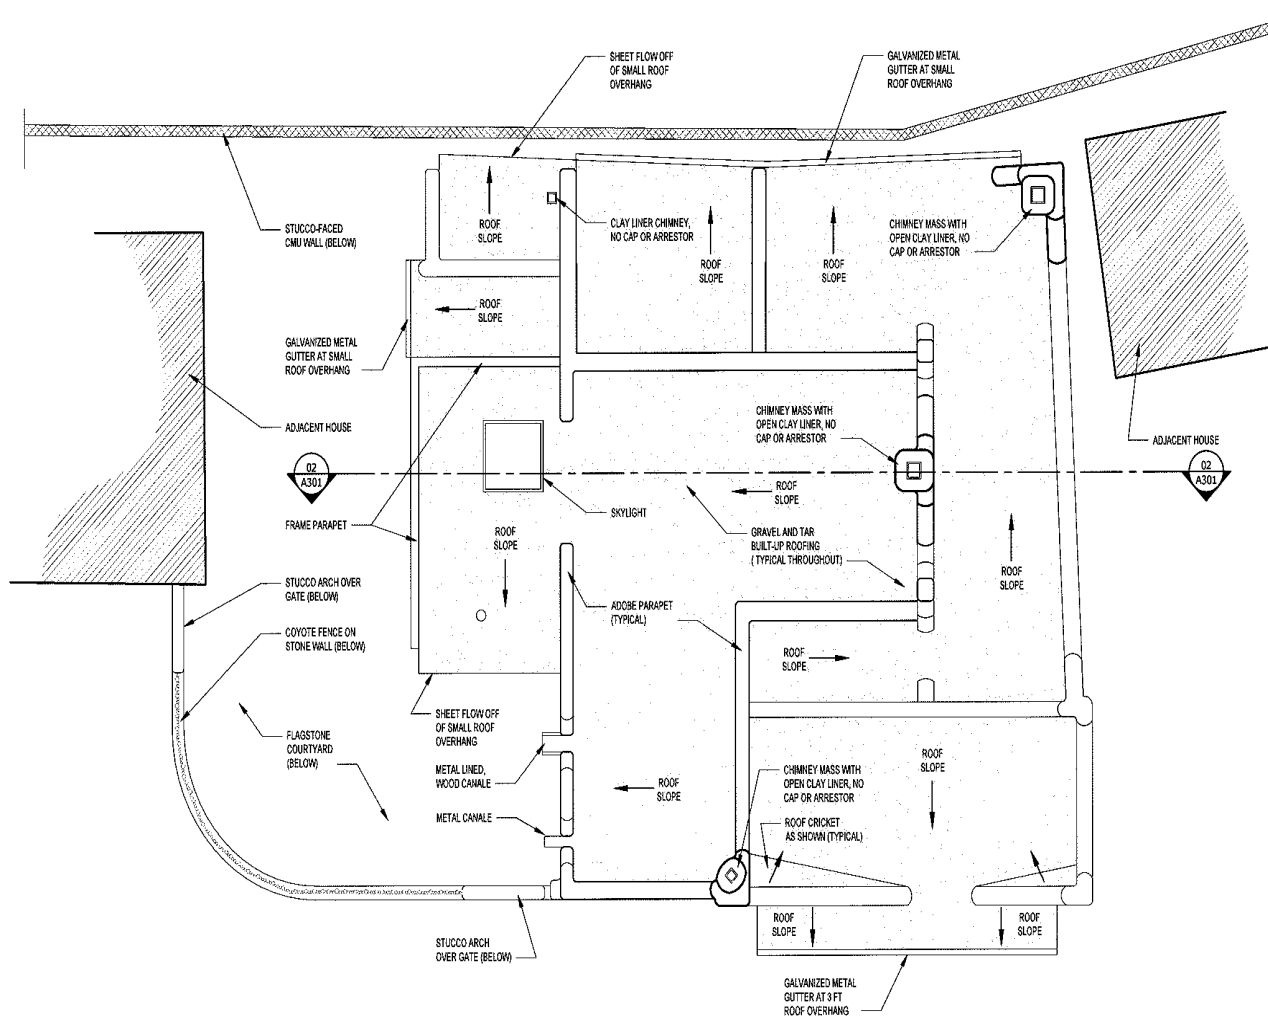 SHEET FLOW OFF
OF SMALL ROOF
OVERHANG
GALVANIZED METAL
GUTTER AT SMALL
ROOF OVERHANG
STUCCO-FACED
CMU WALL (BELOW)
ROOF
SLOPE
CLAY LINER CHIMNEY,
NO CAP OR ARRESTOR
CHIMNEY MASS WITH
OPEN CLAY LINER, NO
CAP OR ARRESTOR
ROOF
SLOPE
ROOF
SLOPE
ROOF
SLOPE
GALVANIZED METAL
GUTTER AT SMALL
ROOF OVERHANG
ADJACENT HOUSE
CHIMNEY MASS WITH
OPEN CLAY LINER, NO
CAP OR ARRESTOR
ADJACENT HOUSE
02
A301
02
A301
ROOF
SLOPE
FRAME PARAPET
SKYLIGHT
ROOF
SLOPE
GRAVEL AND TAR
BUILT-UP ROOFING
( TYPICAL THROUGHOUT)
ROOF
SLOPE
STUCCO ARCH OVER
GATE (BELOW)
ADOBE PARAPET
(TYPICAL)
COYOTE FENCE ON
STONE WALL (BELOW)
ROOF
SLOPE
SHEET FLOW OFF
OF SMALL ROOF
OVERHANG
FLAGSTONE
COURTYARD
(BELOW)
METAL LINED,
WOOD CANALE
ROOF
SLOPE
CHIMNEY MASS WITH
OPEN CLAY LINER, NO
CAP OR ARRESTOR
ROOF
SLOPE
METAL CANALE
ROOF CRICKET
AS SHOWN (TYPICAL)
ROOF
SLOPE
ROOF
SLOPE
STUCCO ARCH
OVER GATE (BELOW)
GALVANIZED METAL
GUTTER AT 3 FT
ROOF OVERHANG